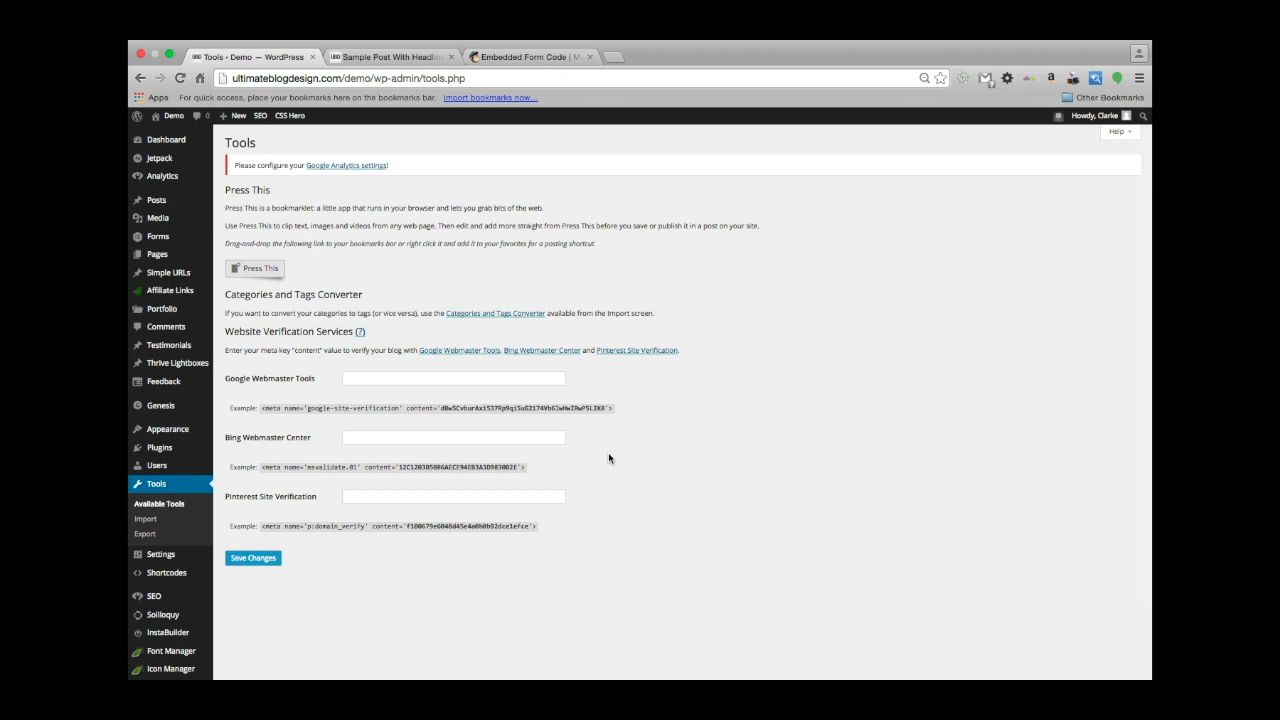 Tools ‹ Demo — WordPress
Sample Post With Headlin
Embedded Form Code | M
ultimateblogdesign.com/demo/wp-admin/tools.php
Apps For quick access, place your bookmarks here on the bookmarks bar. Import bookmarks now... Other Bookmarks
Demo 0 New SEO CSS Hero Howdy, Clarke
Help
Dashboard
Jetpack
Analytics
Posts
Media
Forms
Pages
Simple URLs
Affiliate Links
Portfolio
Comments
Testimonials
Thrive Lightboxes
Feedback
Genesis
Appearance
Plugins
Users
Tools
Available Tools
Import
Export
Settings
Shortcodes
SEO
Soliloquy
InstaBuilder
Font Manager
Icon Manager
Tools
Please configure your Google Analytics settings!
Press This
Press This is a bookmarklet: a little app that runs in your browser and lets you grab bits of the web.
Use Press This to clip text, images and videos from any web page. Then edit and add more straight from Press This before you save or publish it in a post on your site.
Drag-and-drop the following link to your bookmarks bar or right click it and add it to your favorites for a posting shortcut.
Press This
Categories and Tags Converter
If you want to convert your categories to tags (or vice versa), use the Categories and Tags Converter available from the Import screen.
Website Verification Services (?)
Enter your meta key "content" value to verify your blog with Google Webmaster Tools, Bing Webmaster Center and Pinterest Site Verification.
Google Webmaster Tools
Example: <meta name='google-site-verification' content='
Bing Webmaster Center
Example: <meta name='msvalidate.01' content='12C1203B5086AECE94EB3A3D9830B2E'>
Pinterest Site Verification
Example: <meta name='p:domain_verify' content='f100679e6048d45e4a0b0b92dce1efce'>
Save Changes